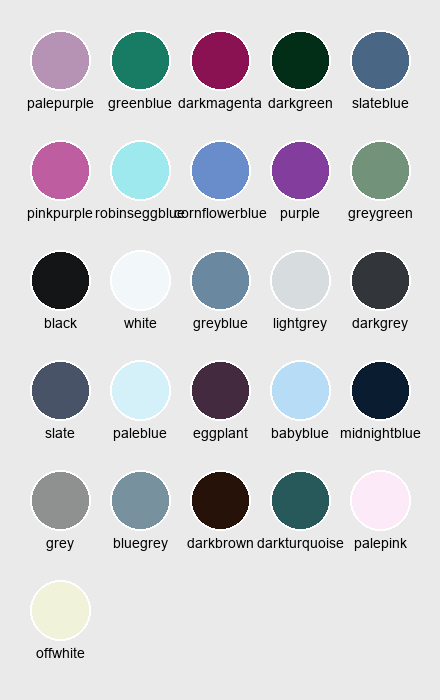 palepurple greenblue darkmagenta darkgreen slateblue
pinkpurple robinseggblue cornflowerblue purple greygreen
black white greyblue lightgrey darkgrey
slate paleblue eggplant babyblue midnightblue
grey bluegrey darkbrown darkturquoise palepink
offwhite